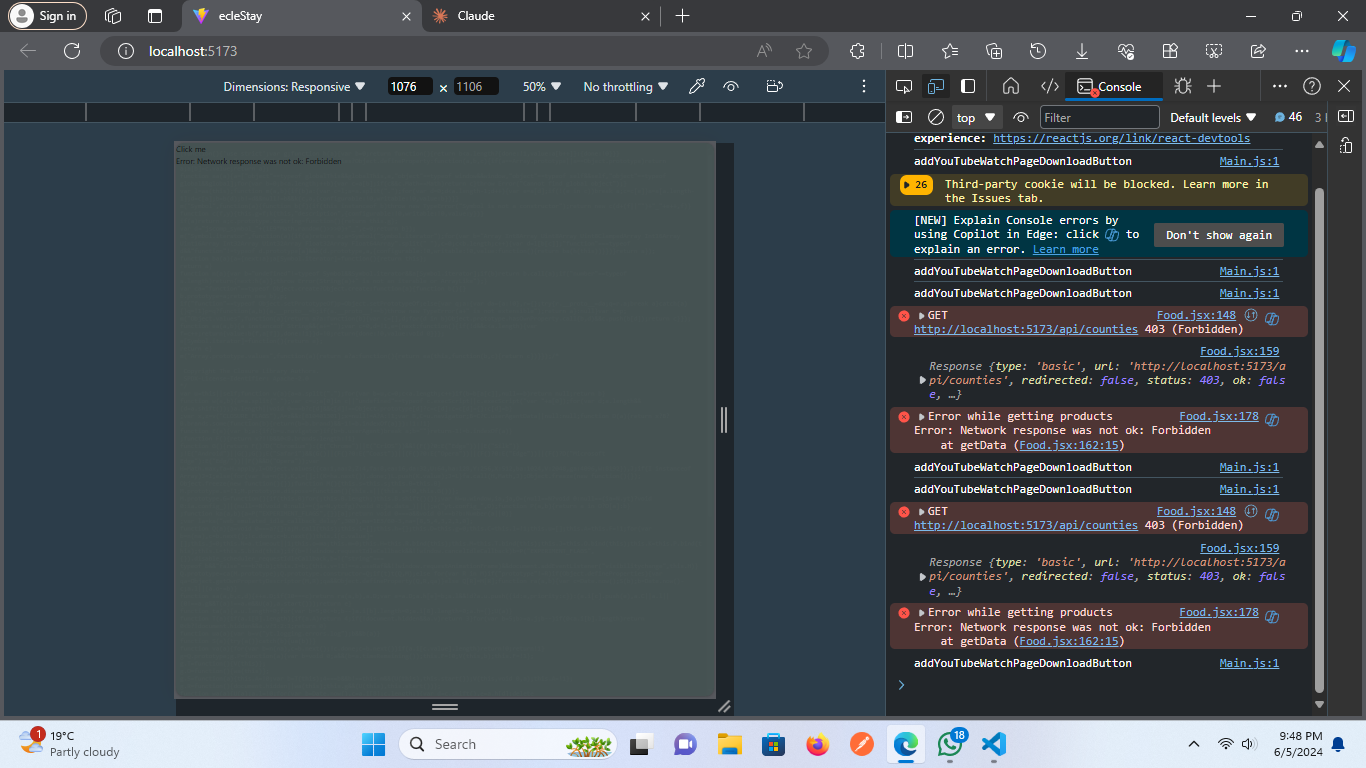 Sign in
ecleStay
Claude
localhost:5173
Dimensions: Responsive
1076 × 1106
50%
No throttling
Console
top
Filter
Default levels
46
3
Click me
Error: Network response was not ok: Forbidden
experience: https://reactjs.org/link/react-devtools
addYouTubeWatchPageDownloadButton Main.js:1
26 Third-party cookie will be blocked. Learn more in
the Issues tab.
[NEW] Explain Console errors by
using Copilot in Edge: click to
explain an error. Learn more
Don't show again
addYouTubeWatchPageDownloadButton Main.js:1
addYouTubeWatchPageDownloadButton Main.js:1
GET Food.jsx:148
http://localhost:5173/api/counties 403 (Forbidden)
Food.jsx:159
Response {type: 'basic', url: 'http://localhost:5173/a
pi/counties', redirected: false, status: 403, ok: fals
e, …}
Error while getting products Food.jsx:178
Error: Network response was not ok: Forbidden
at getData (Food.jsx:162:15)
addYouTubeWatchPageDownloadButton Main.js:1
addYouTubeWatchPageDownloadButton Main.js:1
GET Food.jsx:148
http://localhost:5173/api/counties 403 (Forbidden)
Food.jsx:159
Response {type: 'basic', url: 'http://localhost:5173/a
pi/counties', redirected: false, status: 403, ok: fals
e, …}
Error while getting products Food.jsx:178
Error: Network response was not ok: Forbidden
at getData (Food.jsx:162:15)
addYouTubeWatchPageDownloadButton Main.js:1
1
19°C
Partly cloudy
Search
18
9:48 PM
6/5/2024